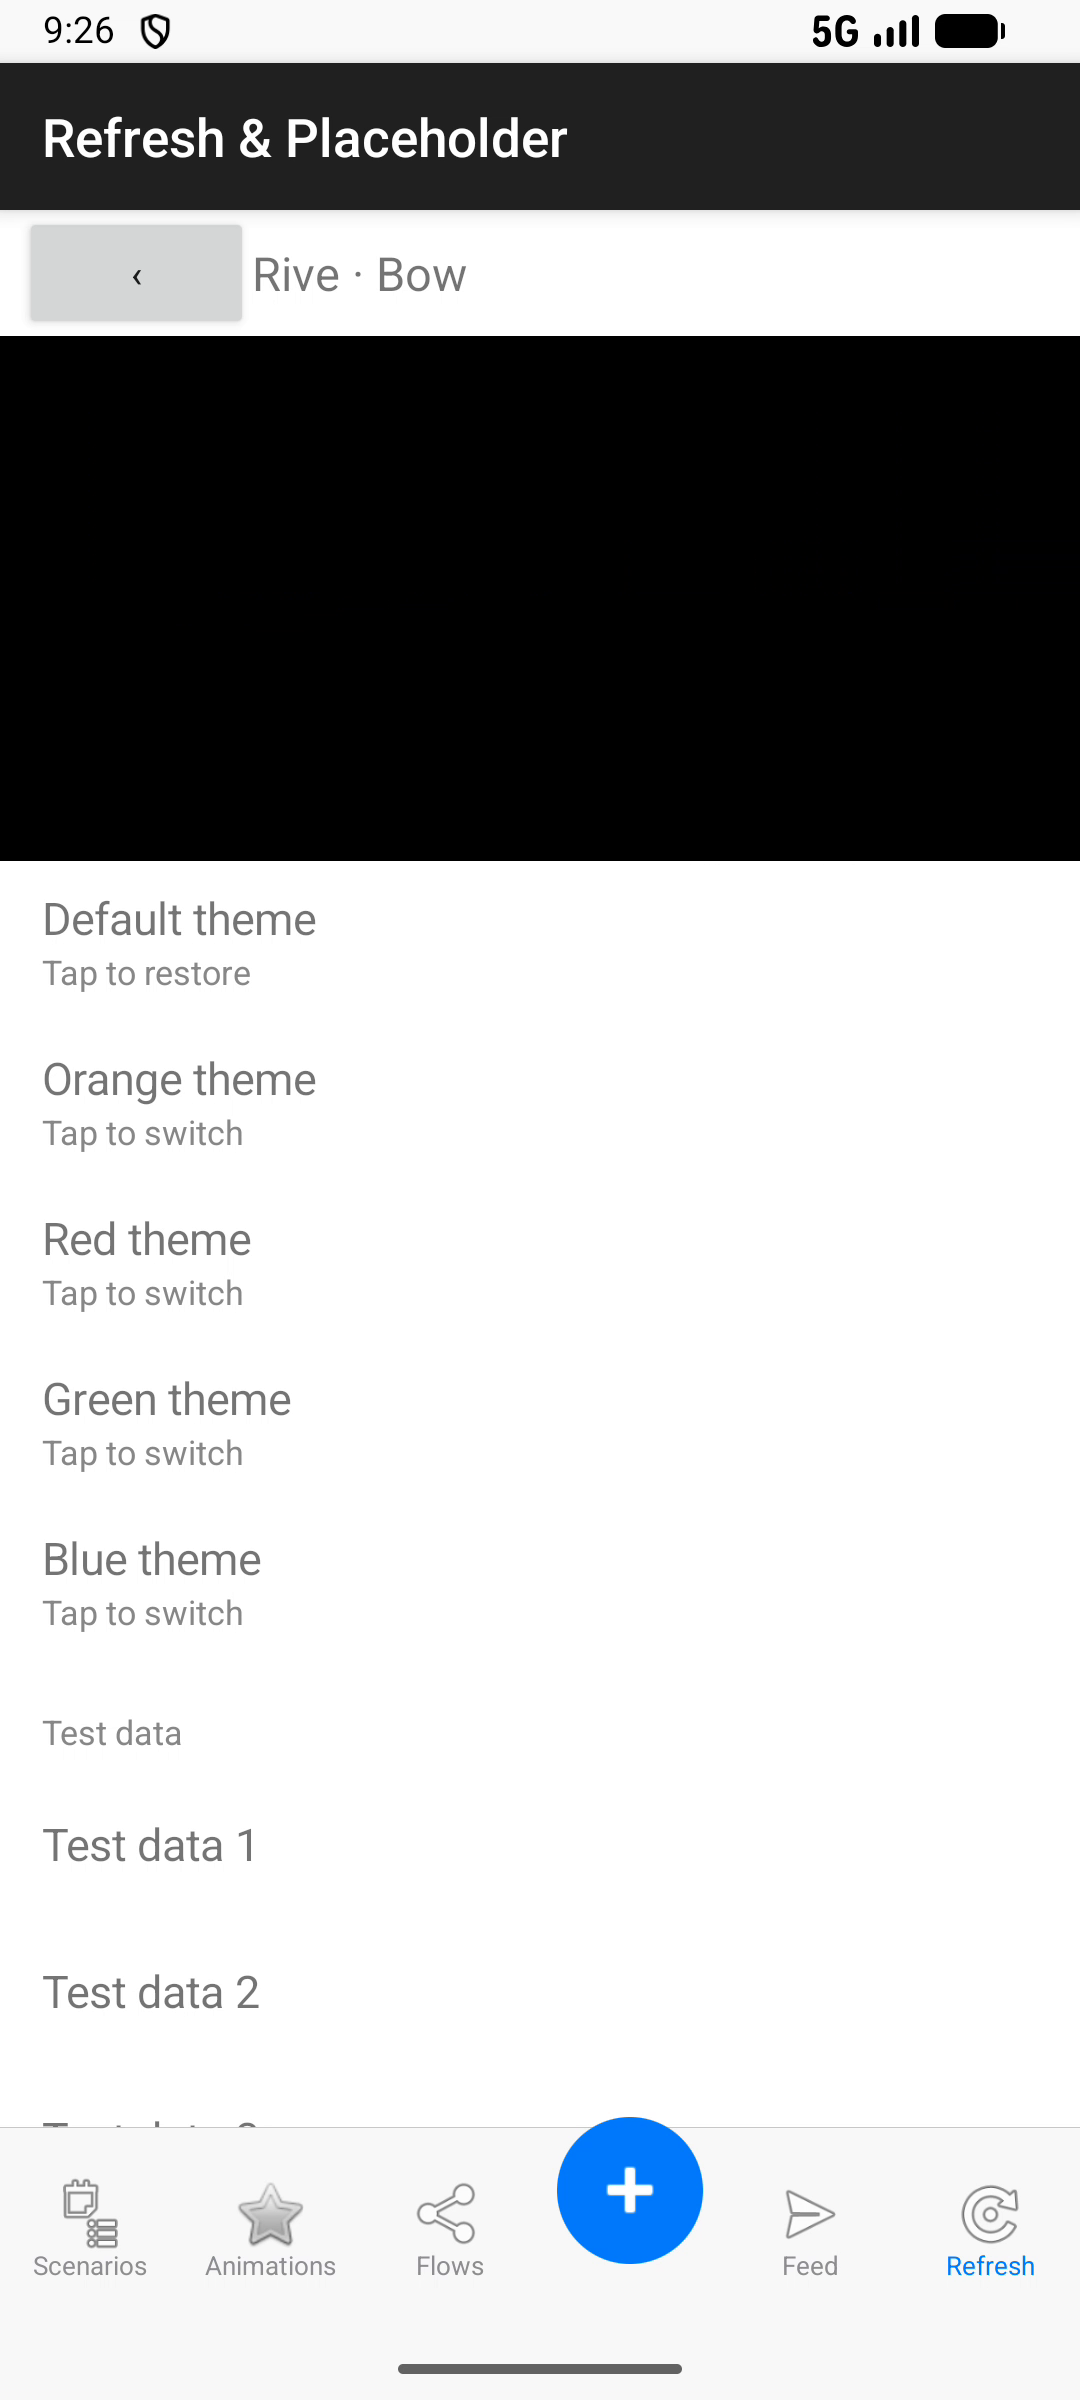 9:26
5G
Refresh & Placeholder
‹
Rive · Bow
Default theme
Tap to restore
Orange theme
Tap to switch
Red theme
Tap to switch
Green theme
Tap to switch
Blue theme
Tap to switch
Test data
Test data 1
Test data 2
Scenarios
Animations
Flows
Feed
Refresh